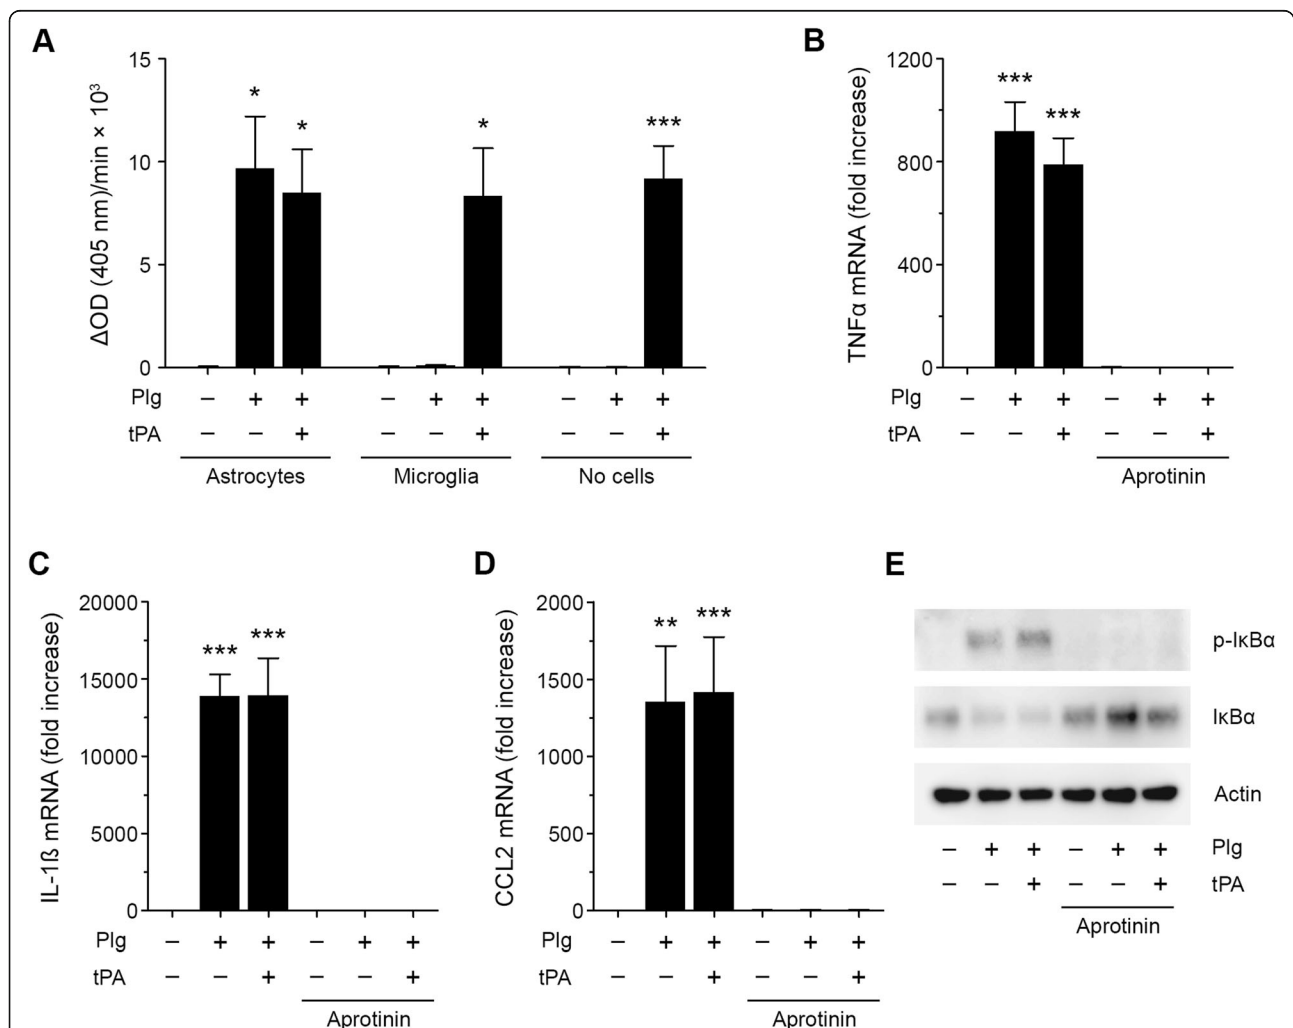 A
ΔOD (405 nm)/min × 10³
15
10
5
0
* * * ***
Plg – + + – + + – + +
tPA – – + – – + – – +
Astrocytes Microglia No cells
B
TNFα mRNA (fold increase)
1200
800
400
0
*** ***
Plg – + + – + +
tPA – – + – – +
Aprotinin
C
IL-1ß mRNA (fold increase)
20000
15000
10000
5000
0
*** ***
Plg – + + – + +
tPA – – + – – +
Aprotinin
D
CCL2 mRNA (fold increase)
2000
1500
1000
500
0
** ***
Plg – + + – + +
tPA – – + – – +
Aprotinin
E
p-IκBα
IκBα
Actin
– + + – + + Plg
– – + – – + tPA
Aprotinin